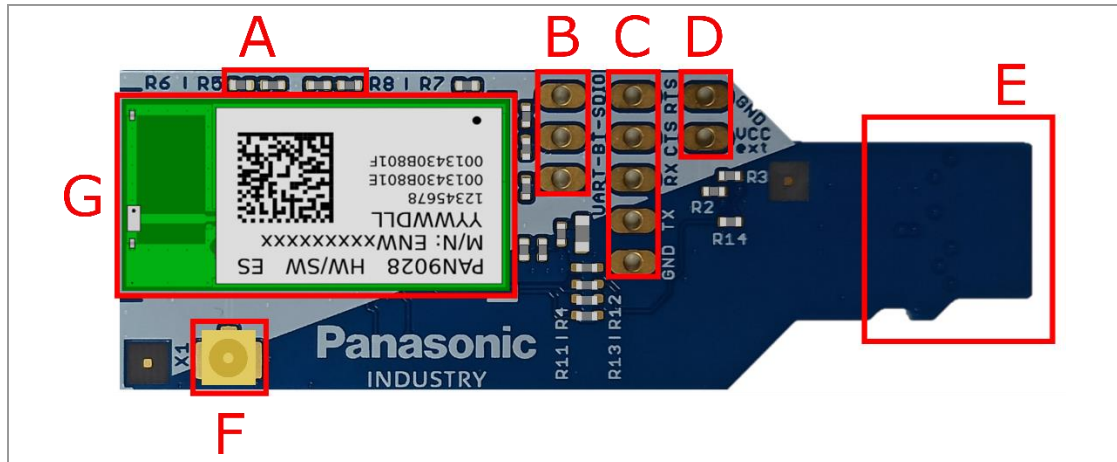 A
B
C
D
E
R6 | R5
R8 | R7
UART-BT-SDIO
RTS
CTS
RX
TX
GND
GND
VCC
ext
R3
R2
R14
G
0013430B801F
0013430B801E
12345678
YYWWDLL
M/N: ENWxxxxxxxxxx
PAN9028 HW/SW ES
R11 | R4
R13 | R12
X1
Panasonic
INDUSTRY
F